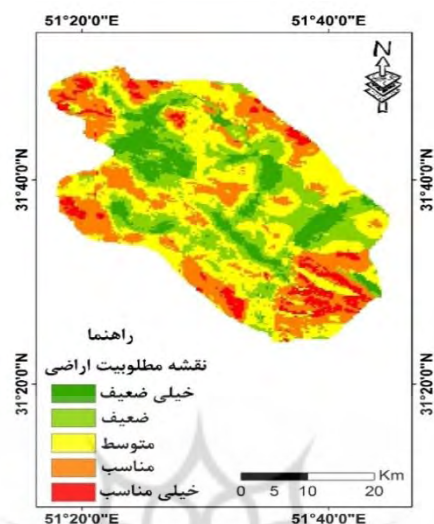 51°20'0"E 51°40'0"E
N
31°40'0"N 31°40'0"N
31°20'0"N 31°20'0"N
راهنما
نقشه مطلوبیت اراضی
خیلی ضعیف
ضعیف
متوسط
مناسب
خیلی مناسب
Km
0 5 10 20
51°20'0"E 51°40'0"E